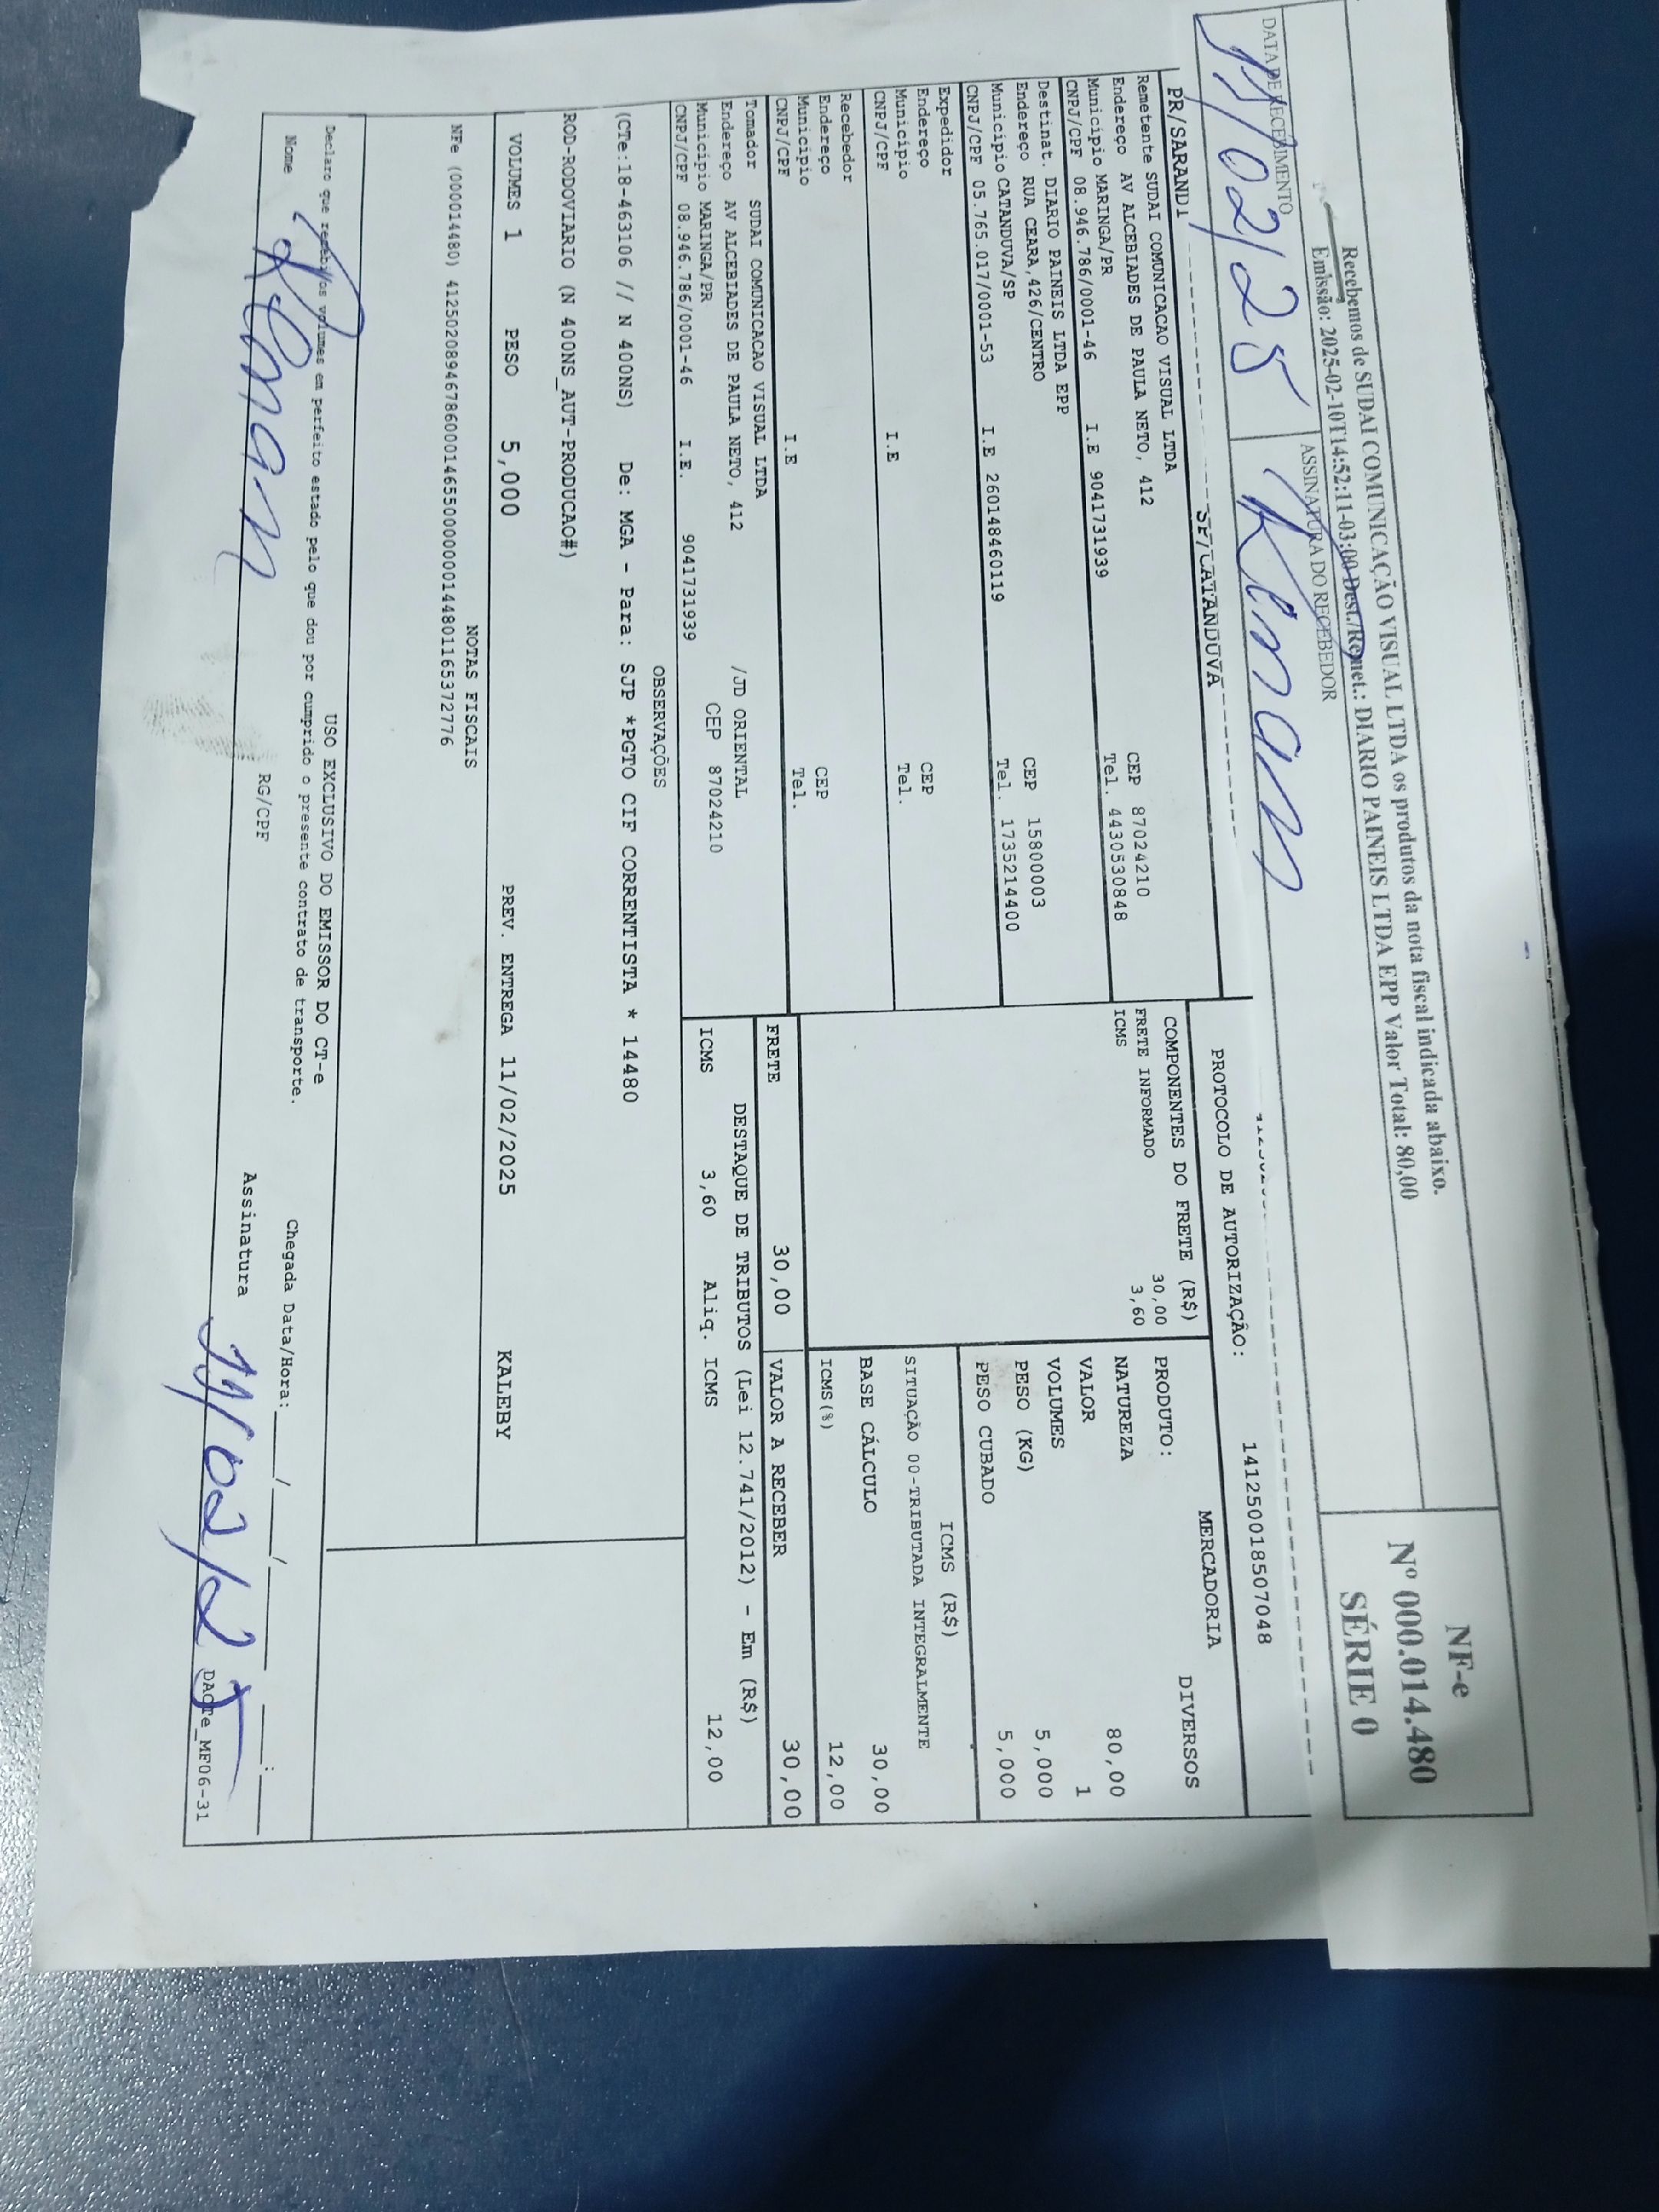 Recebemos de SUDAI COMUNICAÇÃO VISUAL LTDA os produtos da nota fiscal indicada abaixo.
Emissão: 2025-02-10T14:52:11-03:00 Dest./Remet.: DIARIO PAINEIS LTDA EPP Valor Total: 80,00
NF-e
Nº 000.014.480
SÉRIE 0
DATA DE RECEBIMENTO
ASSINATURA DO RECEBEDOR
11/02/25
PR/SARANDI
SP/CATANDUVA
PROTOCOLO DE AUTORIZAÇÃO:
141250018507048
Remetente SUDAI COMUNICACAO VISUAL LTDA
Endereço AV ALCEBIADES DE PAULA NETO, 412
CEP 87024210
Município MARINGA/PR
Tel. 443053​0848
CNPJ/CPF 08.946.786/0001-46 I.E 9041731939
Destinat. DIARIO PAINEIS LTDA EPP
Endereço RUA CEARA,426/CENTRO
CEP 15800003
Município CATANDUVA/SP
Tel. 1735214400
CNPJ/CPF 05.765.017/0001-53 I.E 260148460119
Expedidor
Endereço
CEP
Município
Tel.
CNPJ/CPF I.E
Recebedor
Endereço
CEP
Município
Tel.
CNPJ/CPF I.E
COMPONENTES DO FRETE (R$)
FRETE INFORMADO 30,00
ICMS 3,60
MERCADORIA
PRODUTO: DIVERSOS
NATUREZA
VALOR 80,00
VOLUMES 1
PESO (KG) 5,000
PESO CUBADO 5,000
ICMS (R$)
SITUAÇÃO 00-TRIBUTADA INTEGRALMENTE
BASE CÁLCULO 30,00
ICMS(%) 12,00
FRETE 30,00
VALOR A RECEBER 30,00
Tomador SUDAI COMUNICACAO VISUAL LTDA
Endereço AV ALCEBIADES DE PAULA NETO, 412 /JD ORIENTAL
Município MARINGA/PR CEP 87024210
CNPJ/CPF 08.946.786/0001-46 I.E. 9041731939
DESTAQUE DE TRIBUTOS (Lei 12.741/2012) - Em (R$)
ICMS 3,60 Aliq. ICMS 12,00
OBSERVAÇÕES
(CTe:18-463106 // N 400NS) De: MGA - Para: SJP *PGTO CIF CORRENTISTA * 14480
ROD-RODOVIARIO (N 400NS_AUT-PRODUCAO#)
VOLUMES 1 PESO 5,000 PREV. ENTREGA 11/02/2025 KALEBY
NOTAS FISCAIS
NFe (000014480) 41250208946786000146550000000144801165372776
USO EXCLUSIVO DO EMISSOR DO CT-e
Declaro que recebi/os volumes em perfeito estado pelo que dou por cumprido o presente contrato de transporte.
Chegada Data/Hora:____/____/____ ____:____
Nome
RG/CPF
Assinatura
11/02/25
DACTe_MF06-31